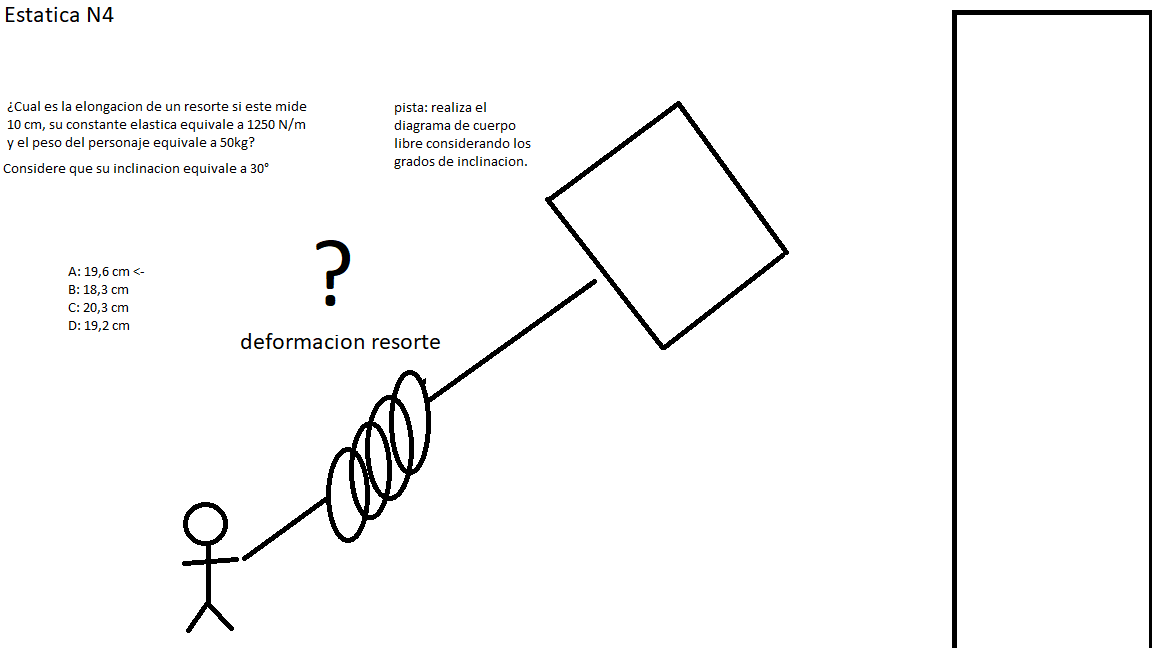 Estatica N4
¿Cual es la elongacion de un resorte si este mide
10 cm, su constante elastica equivale a 1250 N/m
y el peso del personaje equivale a 50kg?
Considere que su inclinacion equivale a 30°
pista: realiza el
diagrama de cuerpo
libre considerando los
grados de inclinacion.
?
deformacion resorte
A: 19,6 cm <-
B: 18,3 cm
C: 20,3 cm
D: 19,2 cm